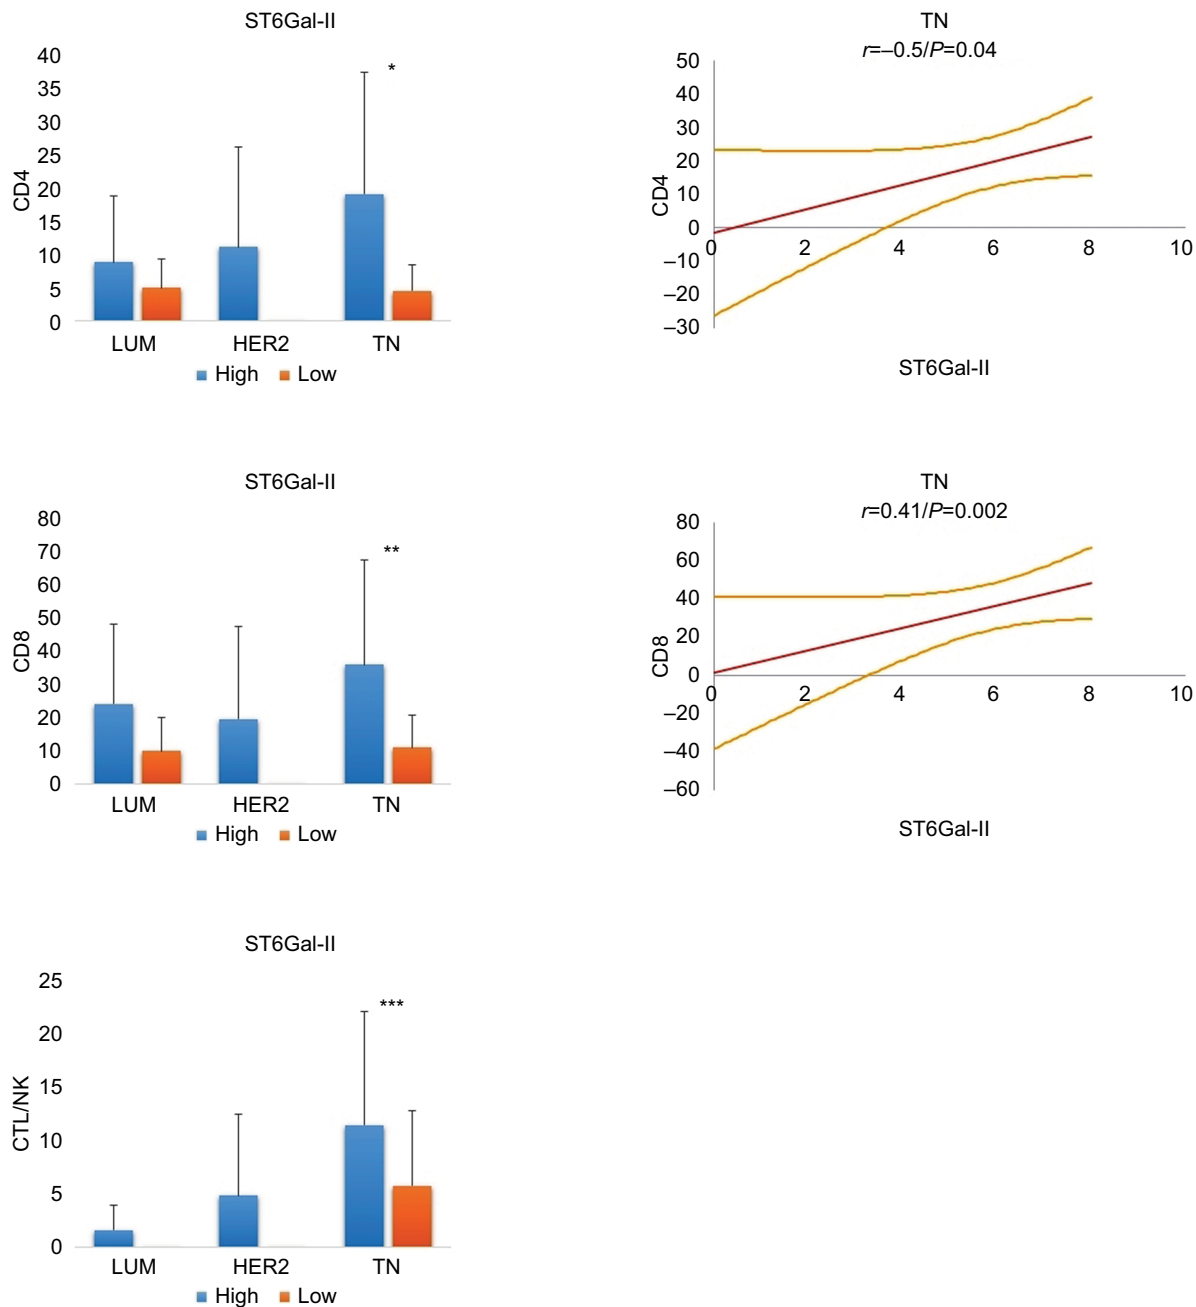 ST6Gal-II
40
35
30
25
20
15
10
5
0
CD4
*
LUM HER2 TN
High Low
TN
r=–0.5/P=0.04
50
40
30
20
10
0
–10
–20
–30
CD4
0 2 4 6 8 10
ST6Gal-II
ST6Gal-II
80
70
60
50
40
30
20
10
0
CD8
**
LUM HER2 TN
High Low
TN
r=0.41/P=0.002
80
60
40
20
0
–20
–40
–60
CD8
0 2 4 6 8 10
ST6Gal-II
ST6Gal-II
25
20
15
10
5
0
CTL/NK
***
LUM HER2 TN
High Low